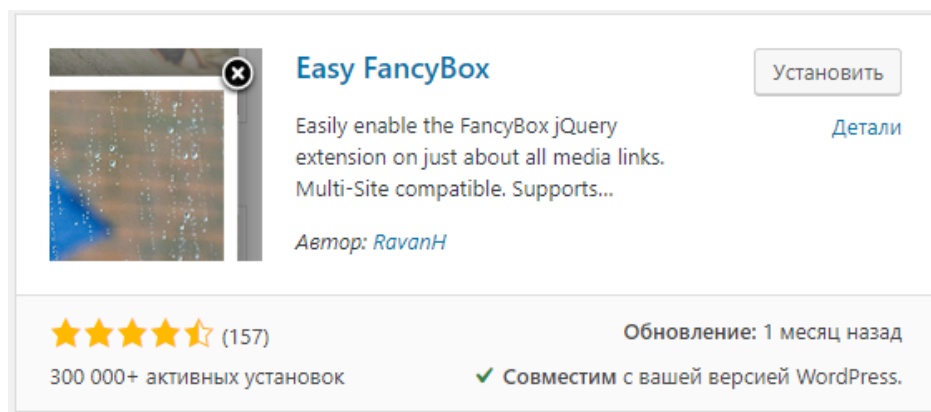 Easy FancyBox
Установить
Easily enable the FancyBox jQuery
Детали
extension on just about all media links.
Multi-Site compatible. Supports...
Автор: RavanH
(157)
Обновление: 1 месяц назад
300 000+ активных установок
Совместим с вашей версией WordPress.